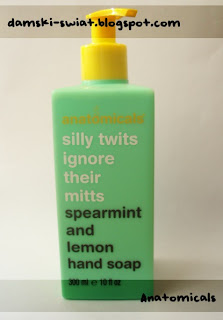 damski-swiat.blogspot.com
anatomicals
silly twits
ignore
their
mitts
spearmint
and
lemon
hand soap
300 ml e 10 fl oz
Anatomicals